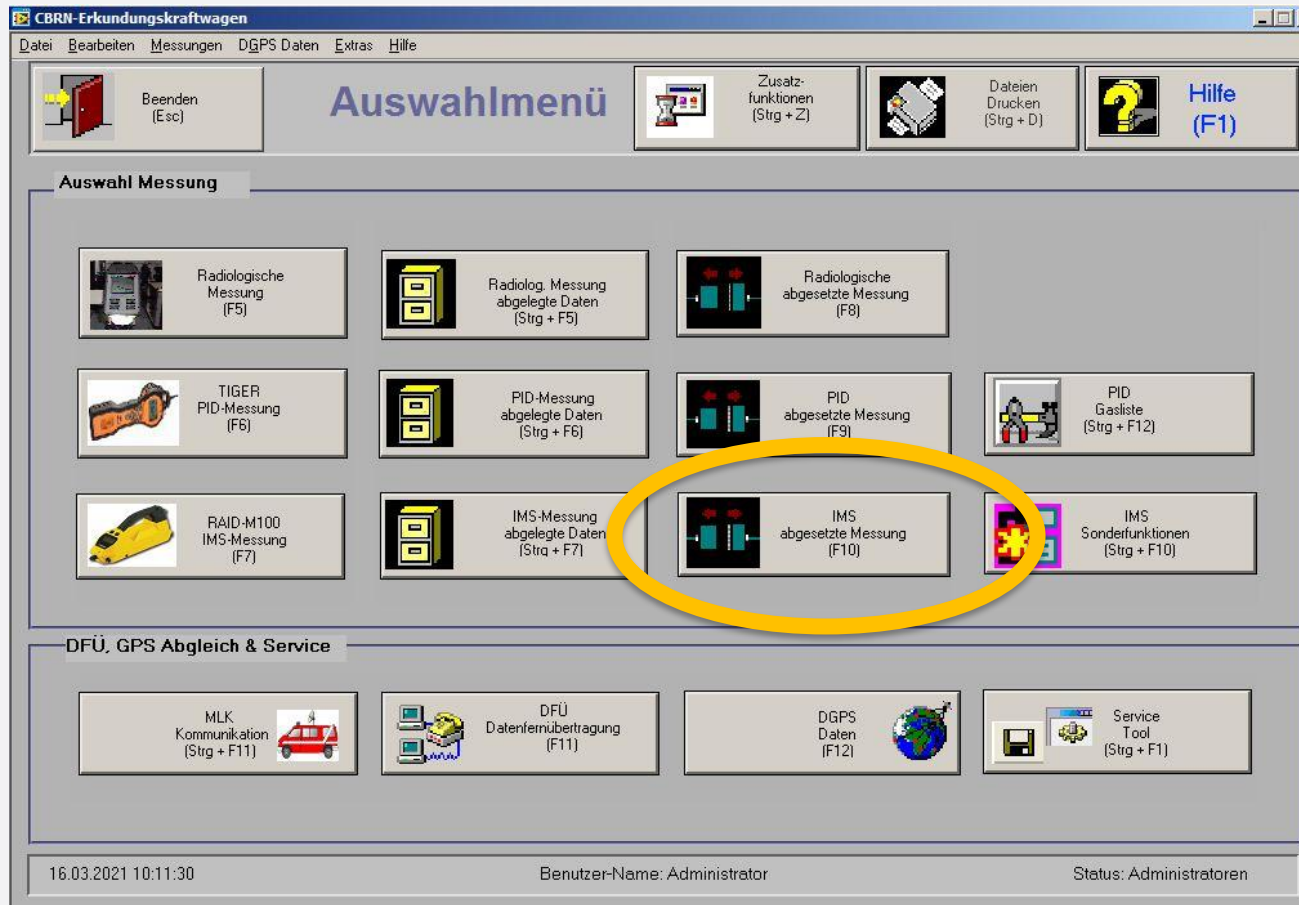 CBRN-Erkundungskraftwagen
Datei Bearbeiten Messungen DGPS Daten Extras Hilfe
Beenden
(Esc)
Auswahlmenü
Zusatz-
funktionen
(Strg + Z)
Dateien
Drucken
(Strg + D)
Hilfe
(F1)
Auswahl Messung
Radiologische
Messung
(F5)
Radiolog. Messung
abgelegte Daten
(Strg + F5)
Radiologische
abgesetzte Messung
(F8)
TIGER
PID-Messung
(F6)
PID-Messung
abgelegte Daten
(Strg + F6)
PID
abgesetzte Messung
(F9)
PID
Gasliste
(Strg + F12)
RAID-M100
IMS-Messung
(F7)
IMS-Messung
abgelegte Daten
(Strg + F7)
IMS
abgesetzte Messung
(F10)
IMS
Sonderfunktionen
(Strg + F10)
DFÜ, GPS Abgleich & Service
MLK
Kommunikation
(Strg + F11)
DFÜ
Datenfernübertragung
(F11)
DGPS
Daten
(F12)
Service
Tool
(Strg + F1)
16.03.2021 10:11:30
Benutzer-Name: Administrator
Status: Administratoren